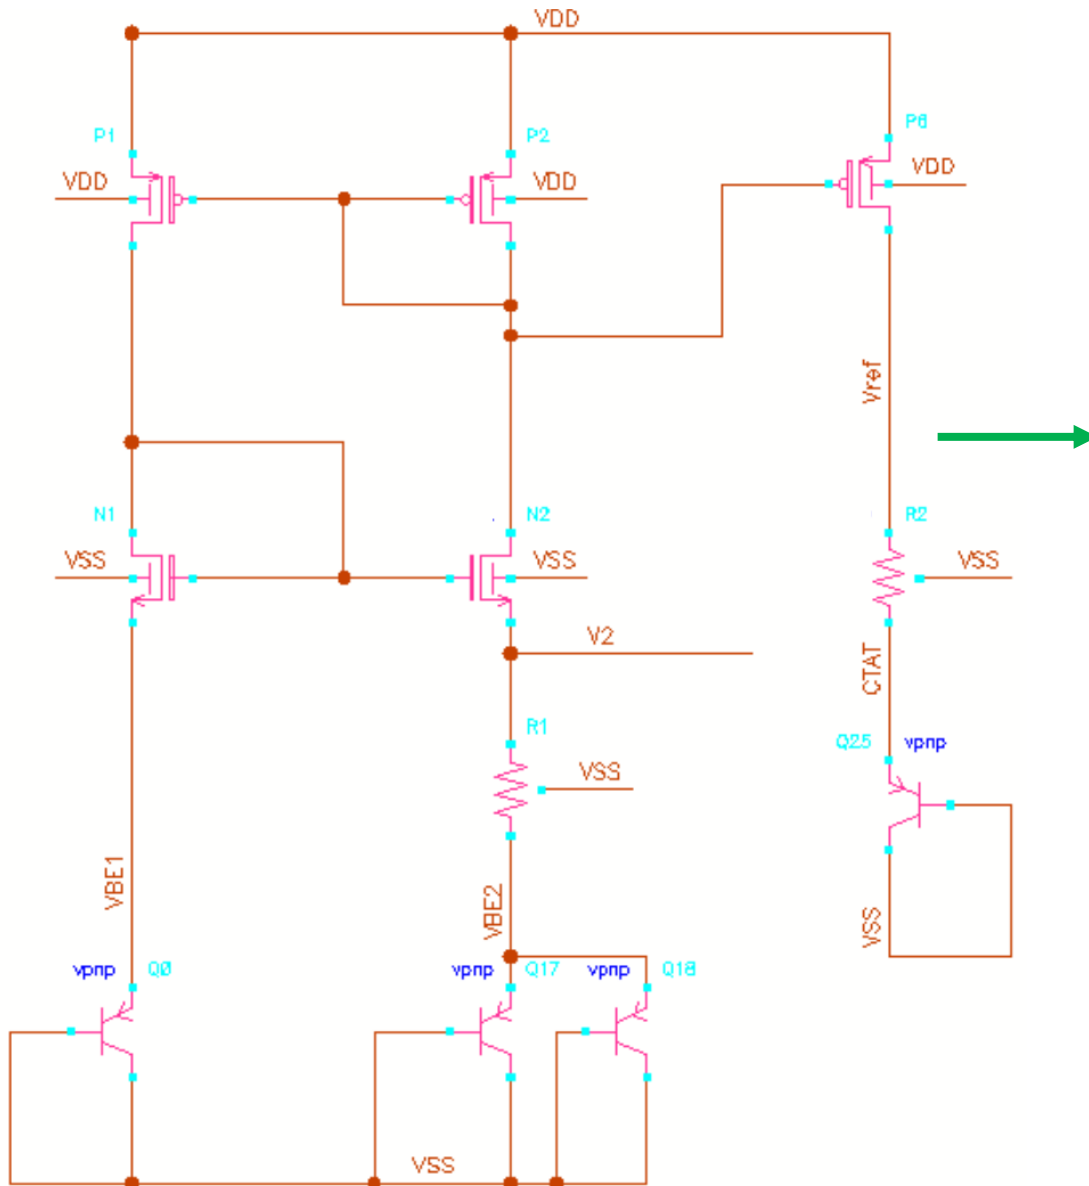 VDD
P1
P2
P6
VDD
VDD
VDD
Vref
N1
N2
R2
VSS
VSS
VSS
V2
CTAT
R1
Q25
vpnp
VSS
VBE1
VBE2
VSS
vpnp
Q0
vpnp
Q17
vpnp
Q18
VSS